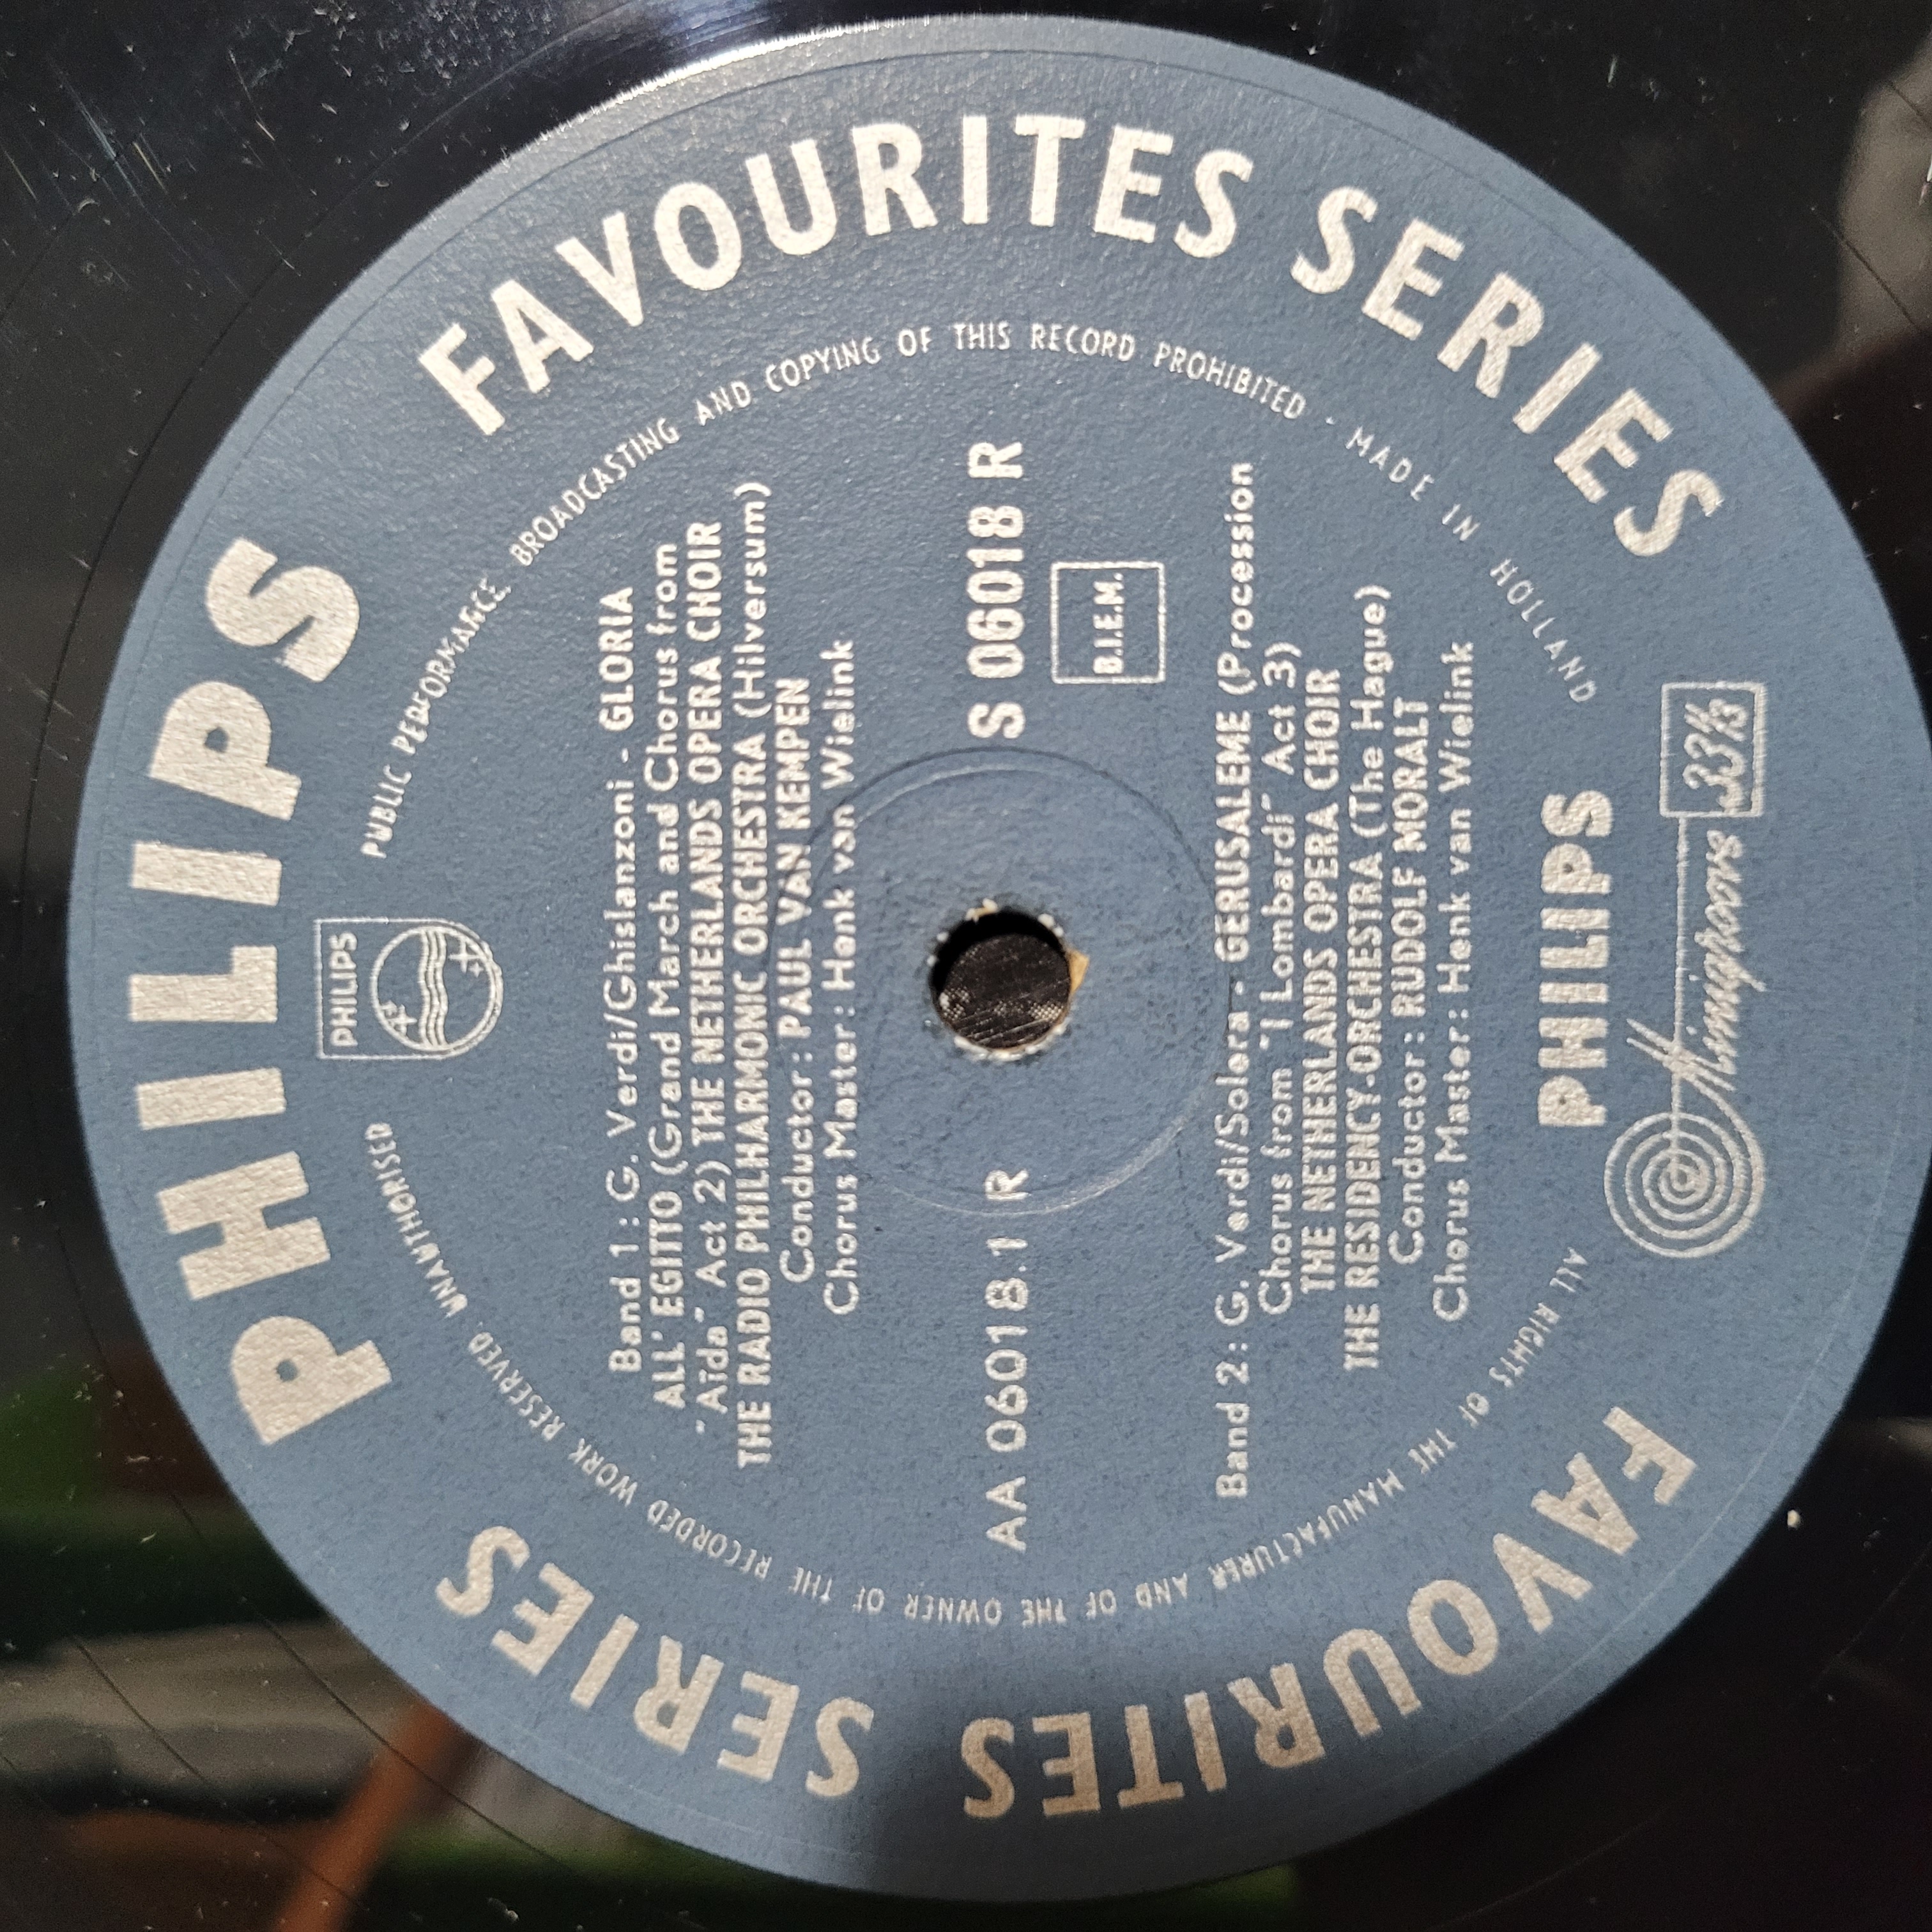 PHILIPS
FAVOURITES SERIES
FAVOURITES SERIES
PHILIPS
PUBLIC PERFORMANCE, BROADCASTING AND COPYING OF THIS RECORD PROHIBITED - MADE IN HOLLAND
ALL RIGHTS OF THE MANUFACTURER AND OF THE OWNER OF THE RECORDED WORK RESERVED. UNAUTHORISED
Band 1: G. Verdi/Ghislanzoni - GLORIA
ALL' EGITTO (Grand March and Chorus from
"Aïda" Act 2) THE NETHERLANDS OPERA CHOIR
THE RADIO PHILHARMONIC ORCHESTRA (Hilversum)
Conductor: PAUL VAN KEMPEN
Chorus Master: Henk van Wielink
AA 06018.1 R
S 06018 R
B.I.E.M.
Band 2: G. Verdi/Solera - GERUSALEME (Procession
Chorus from "I Lombardi" Act 3)
THE NETHERLANDS OPERA CHOIR
THE RESIDENCY-ORCHESTRA (The Hague)
Conductor: RUDOLF MORALT
Chorus Master: Henk van Wielink
PHILIPS
Minigroove 33⅓